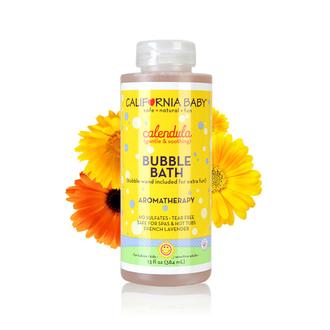 CALIFORNIA BABY
safe • natural • fun
calendula
(gentle & soothing)
BUBBLE
BATH
(bubble wand included for extra fun!)
AROMATHERAPY
NO SULFATES • TEAR FREE
SAFE FOR SPAS & HOT TUBS
FRENCH LAVENDER
13 fl oz (384 mL)